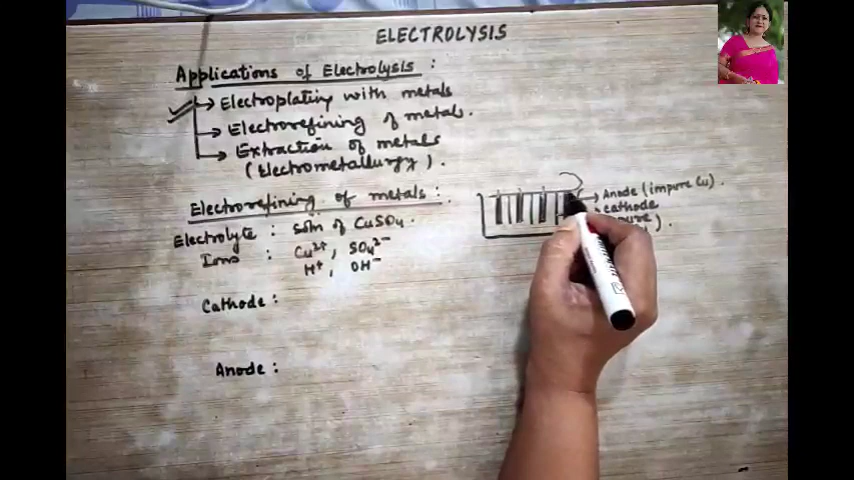 ELECTROLYSIS
Applications of Electrolysis :
→ Electroplating with metals
→ Electrorefining of metals.
→ Extraction of metals
(Electrometallurgy).
Electrorefining of metals :
Electrolyte : soln of CuSO₄.
Ions : Cu²⁺, SO₄²⁻
H⁺, OH⁻
→ Anode (impure Cu).
cathode
Cathode :
Anode :